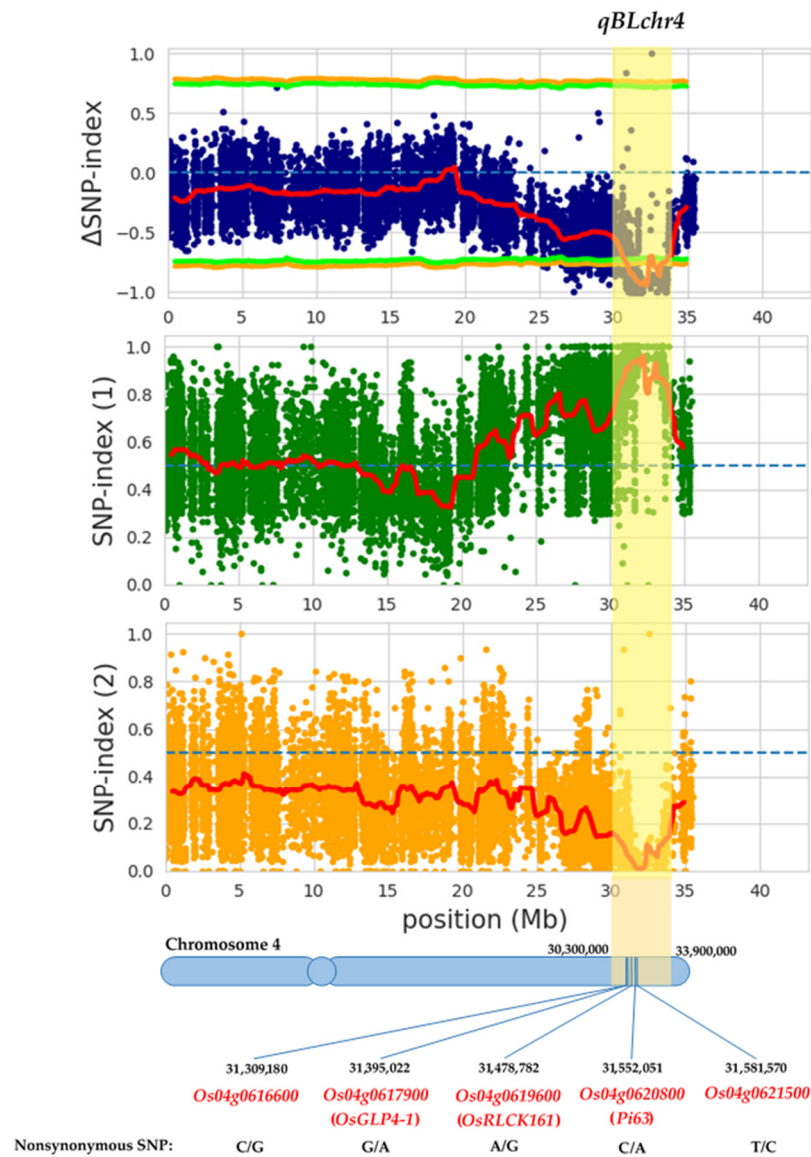 qBLchr4
ΔSNP-index
1.0
0.5
0.0
−0.5
−1.0
0 5 10 15 20 25 30 35 40
SNP-index (1)
1.0
0.8
0.6
0.4
0.2
0.0
0 5 10 15 20 25 30 35 40
SNP-index (2)
1.0
0.8
0.6
0.4
0.2
0.0
0 5 10 15 20 25 30 35 40
position (Mb)
Chromosome 4 30,300,000 33,900,000
31,309,180 31,395,022 31,478,782 31,552,051 31,581,570
Os04g0616600 Os04g0617900 Os04g0619600 Os04g0620800 Os04g0621500
(OsGLP4-1) (OsRLCK161) (Pi63)
Nonsynonymous SNP: C/G G/A A/G C/A T/C